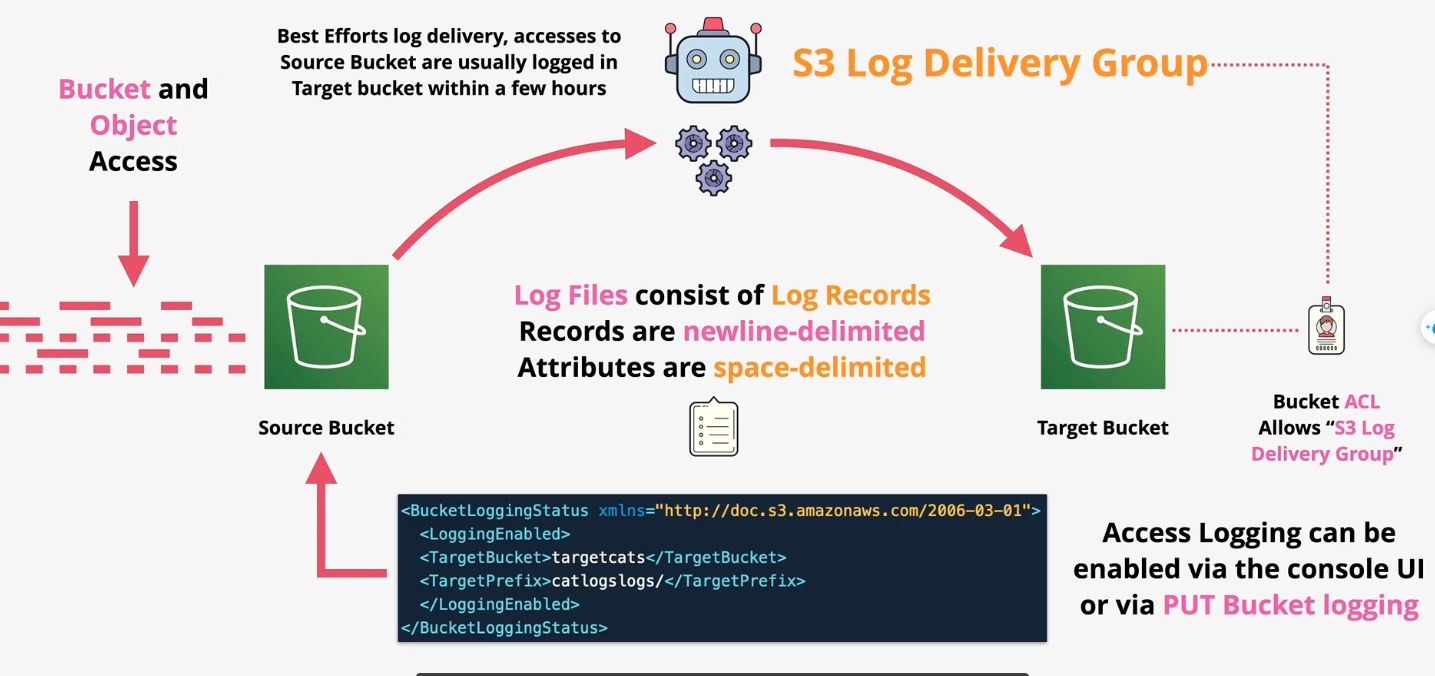 Best Efforts log delivery, accesses to
Source Bucket are usually logged in
Target bucket within a few hours
S3 Log Delivery Group
Bucket and
Object
Access
Log Files consist of Log Records
Records are newline-delimited
Attributes are space-delimited
Source Bucket
Target Bucket
Bucket ACL
Allows “S3 Log
Delivery Group”
<BucketLoggingStatus xmlns="http://doc.s3.amazonaws.com/2006-03-01">
<LoggingEnabled>
<TargetBucket>targetcats</TargetBucket>
<TargetPrefix>catlogslogs/</TargetPrefix>
</LoggingEnabled>
</BucketLoggingStatus>
Access Logging can be
enabled via the console UI
or via PUT Bucket logging